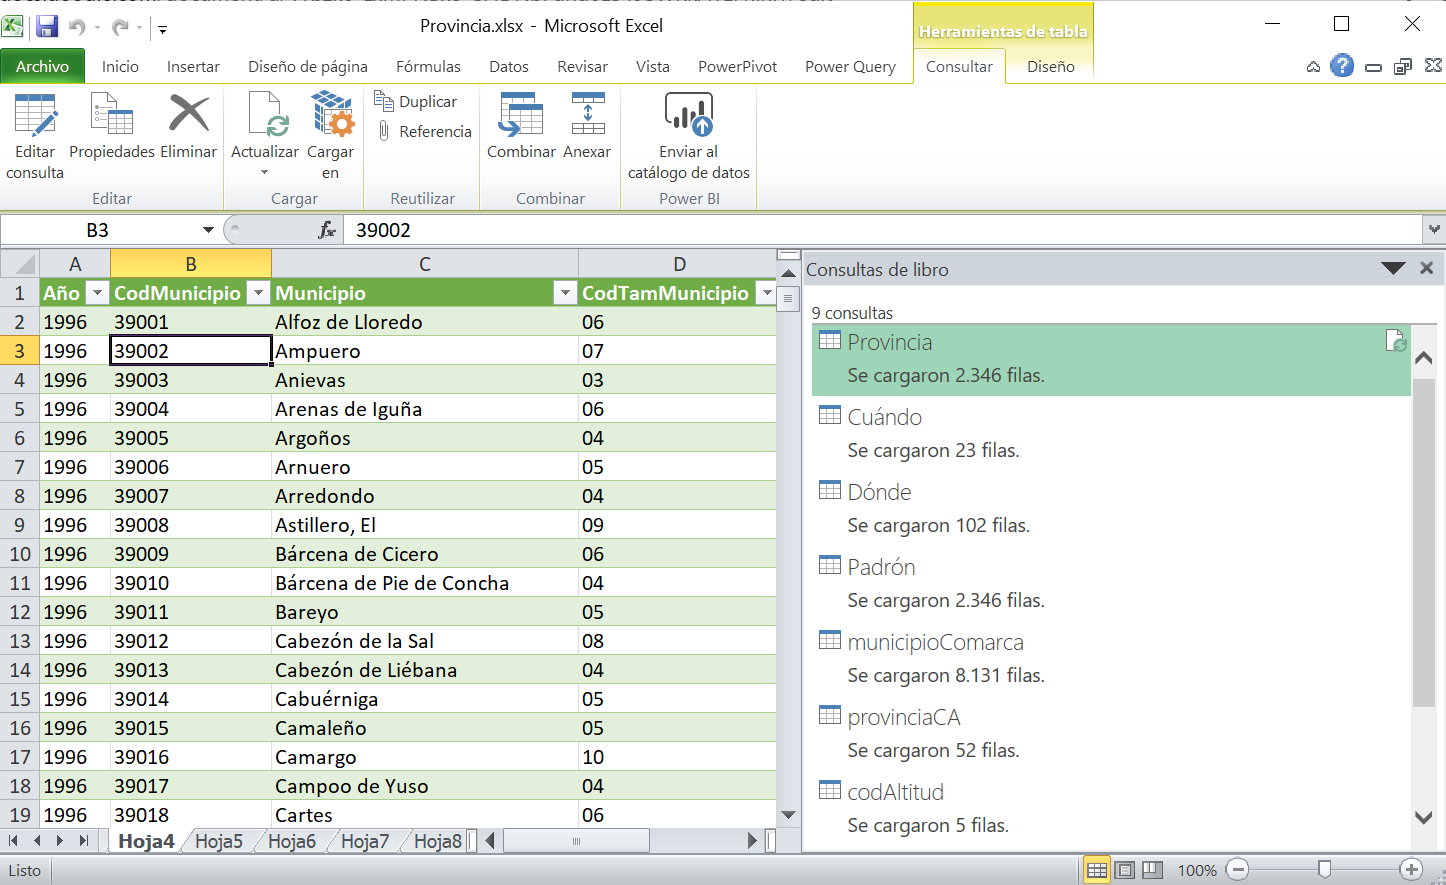 Provincia.xlsx - Microsoft Excel
Herramientas de tabla
Archivo Inicio Insertar Diseño de página Fórmulas Datos Revisar Vista PowerPivot Power Query Consultar Diseño
Editar consulta
Propiedades
Eliminar
Editar
Actualizar
Cargar en
Cargar
Duplicar
Referencia
Reutilizar
Combinar
Anexar
Combinar
Enviar al catálogo de datos
Power BI
B3 fx 39002
A B C D
1 Año CodMunicipio Municipio CodTamMunicipio
2 1996 39001 Alfoz de Lloredo 06
3 1996 39002 Ampuero 07
4 1996 39003 Anievas 03
5 1996 39004 Arenas de Iguña 06
6 1996 39005 Argoños 04
7 1996 39006 Arnuero 05
8 1996 39007 Arredondo 04
9 1996 39008 Astillero, El 09
10 1996 39009 Bárcena de Cicero 06
11 1996 39010 Bárcena de Pie de Concha 04
12 1996 39011 Bareyo 05
13 1996 39012 Cabezón de la Sal 08
14 1996 39013 Cabezón de Liébana 04
15 1996 39014 Cabuérniga 05
16 1996 39015 Camaleño 05
17 1996 39016 Camargo 10
18 1996 39017 Campoo de Yuso 04
19 1996 39018 Cartes 06
Hoja4 Hoja5 Hoja6 Hoja7 Hoja8
Consultas de libro
9 consultas
Provincia
Se cargaron 2.346 filas.
Cuándo
Se cargaron 23 filas.
Dónde
Se cargaron 102 filas.
Padrón
Se cargaron 2.346 filas.
municipioComarca
Se cargaron 8.131 filas.
provinciaCA
Se cargaron 52 filas.
codAltitud
Se cargaron 5 filas.
Listo 100%